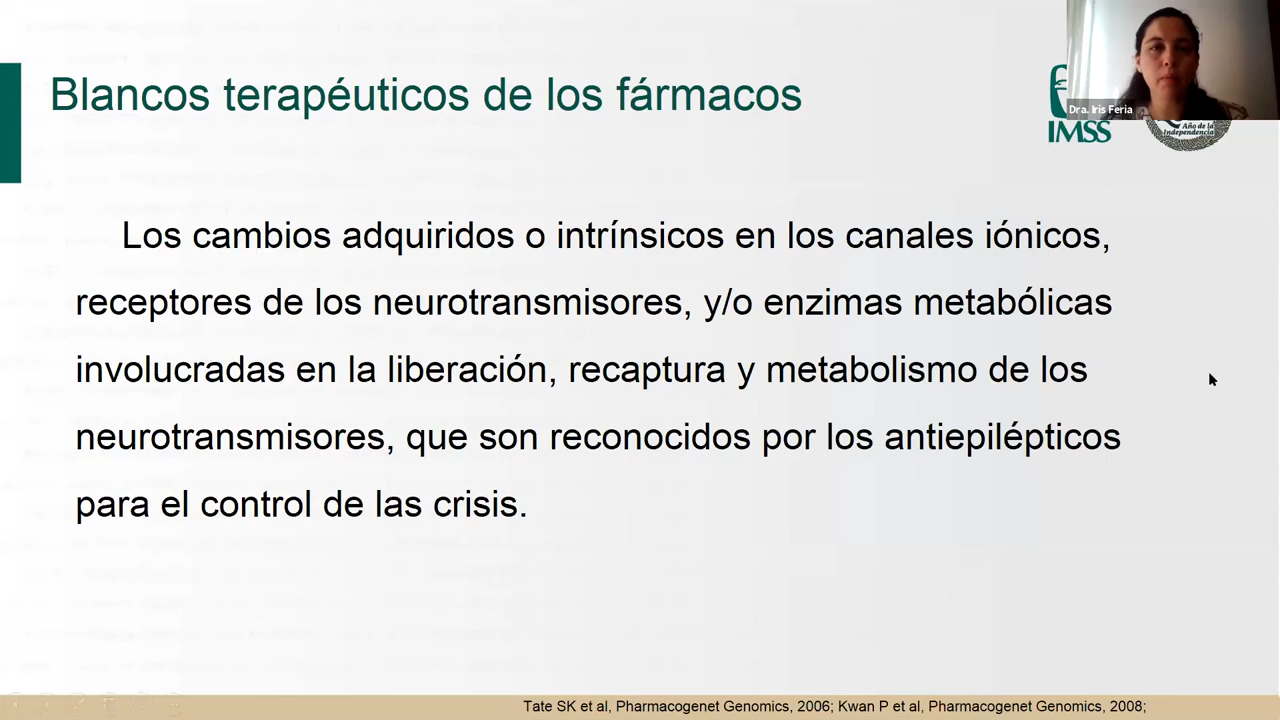 Blancos terapéuticos de los fármacos
Dra. Iris Feria
IMSS
Año de la
Independencia
Los cambios adquiridos o intrínsicos en los canales iónicos,
receptores de los neurotransmisores, y/o enzimas metabólicas
involucradas en la liberación, recaptura y metabolismo de los
neurotransmisores, que son reconocidos por los antiepilépticos
para el control de las crisis.
Tate SK et al, Pharmacogenet Genomics, 2006; Kwan P et al, Pharmacogenet Genomics, 2008;